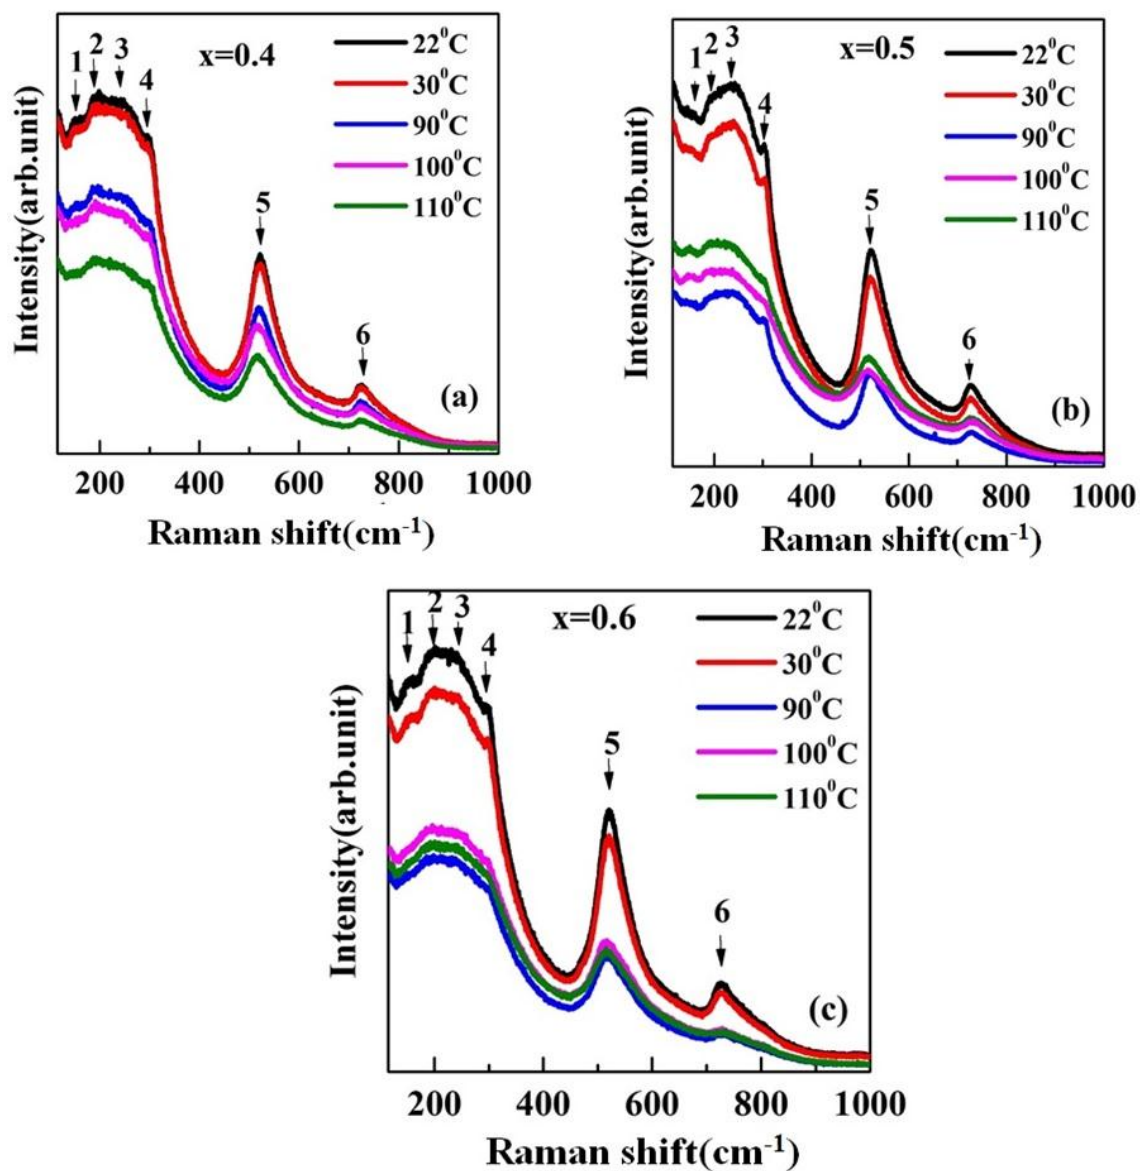 Intensity(arb.unit)
1 2 3 4
x=0.4
22⁰C
30⁰C
90⁰C
100⁰C
110⁰C
5
6
(a)
200 400 600 800 1000
Raman shift(cm⁻¹)
Intensity(arb.unit)
1 2 3 4
x=0.5
22⁰C
30⁰C
90⁰C
100⁰C
110⁰C
5
6
(b)
200 400 600 800 1000
Raman shift(cm⁻¹)
Intensity(arb.unit)
1 2 3 4
x=0.6
22⁰C
30⁰C
90⁰C
100⁰C
110⁰C
5
6
(c)
200 400 600 800 1000
Raman shift(cm⁻¹)